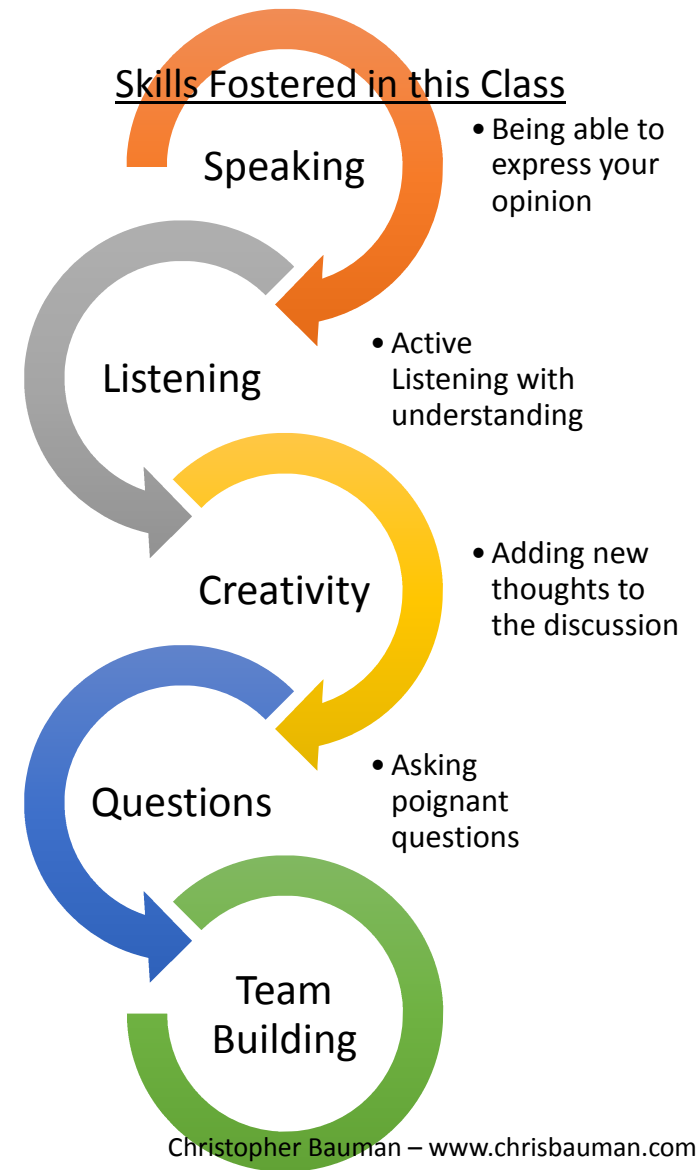 Skills Fostered in this Class
Speaking
• Being able to
express your
opinion
Listening
• Active
Listening with
understanding
Creativity
• Adding new
thoughts to
the discussion
Questions
• Asking
poignant
questions
Team
Building
Christopher Bauman – www.chrisbauman.com